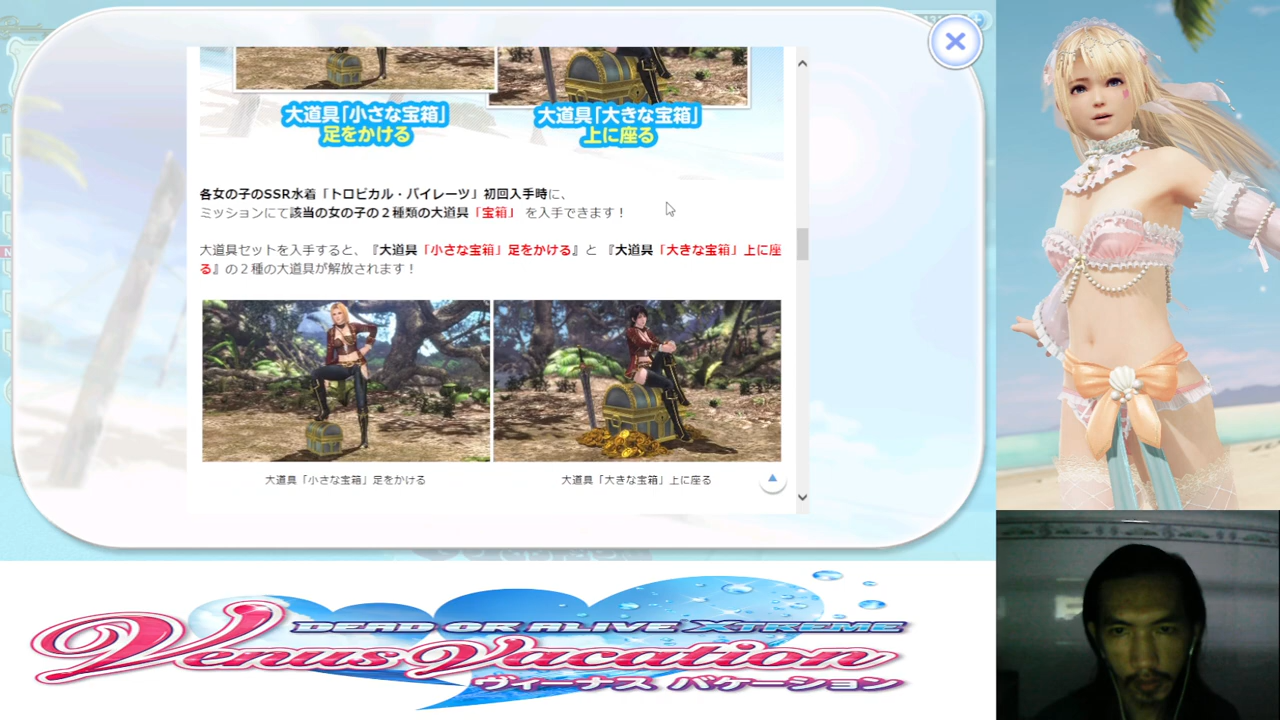 大道具「小さな宝箱」
足をかける
大道具「大きな宝箱」
上に座る
各女の子のSSR水着「トロピカル・パイレーツ」初回入手時に、
ミッションにて該当の女の子の２種類の大道具「宝箱」 を入手できます！
大道具セットを入手すると、『大道具「小さな宝箱」足をかける』と 『大道具「大きな宝箱」上に座
る』の２種の大道具が解放されます！
大道具「小さな宝箱」足をかける
大道具「大きな宝箱」上に座る
DEAD OR ALIVE XTREME
Venus Vacation
ヴィーナス バケーション